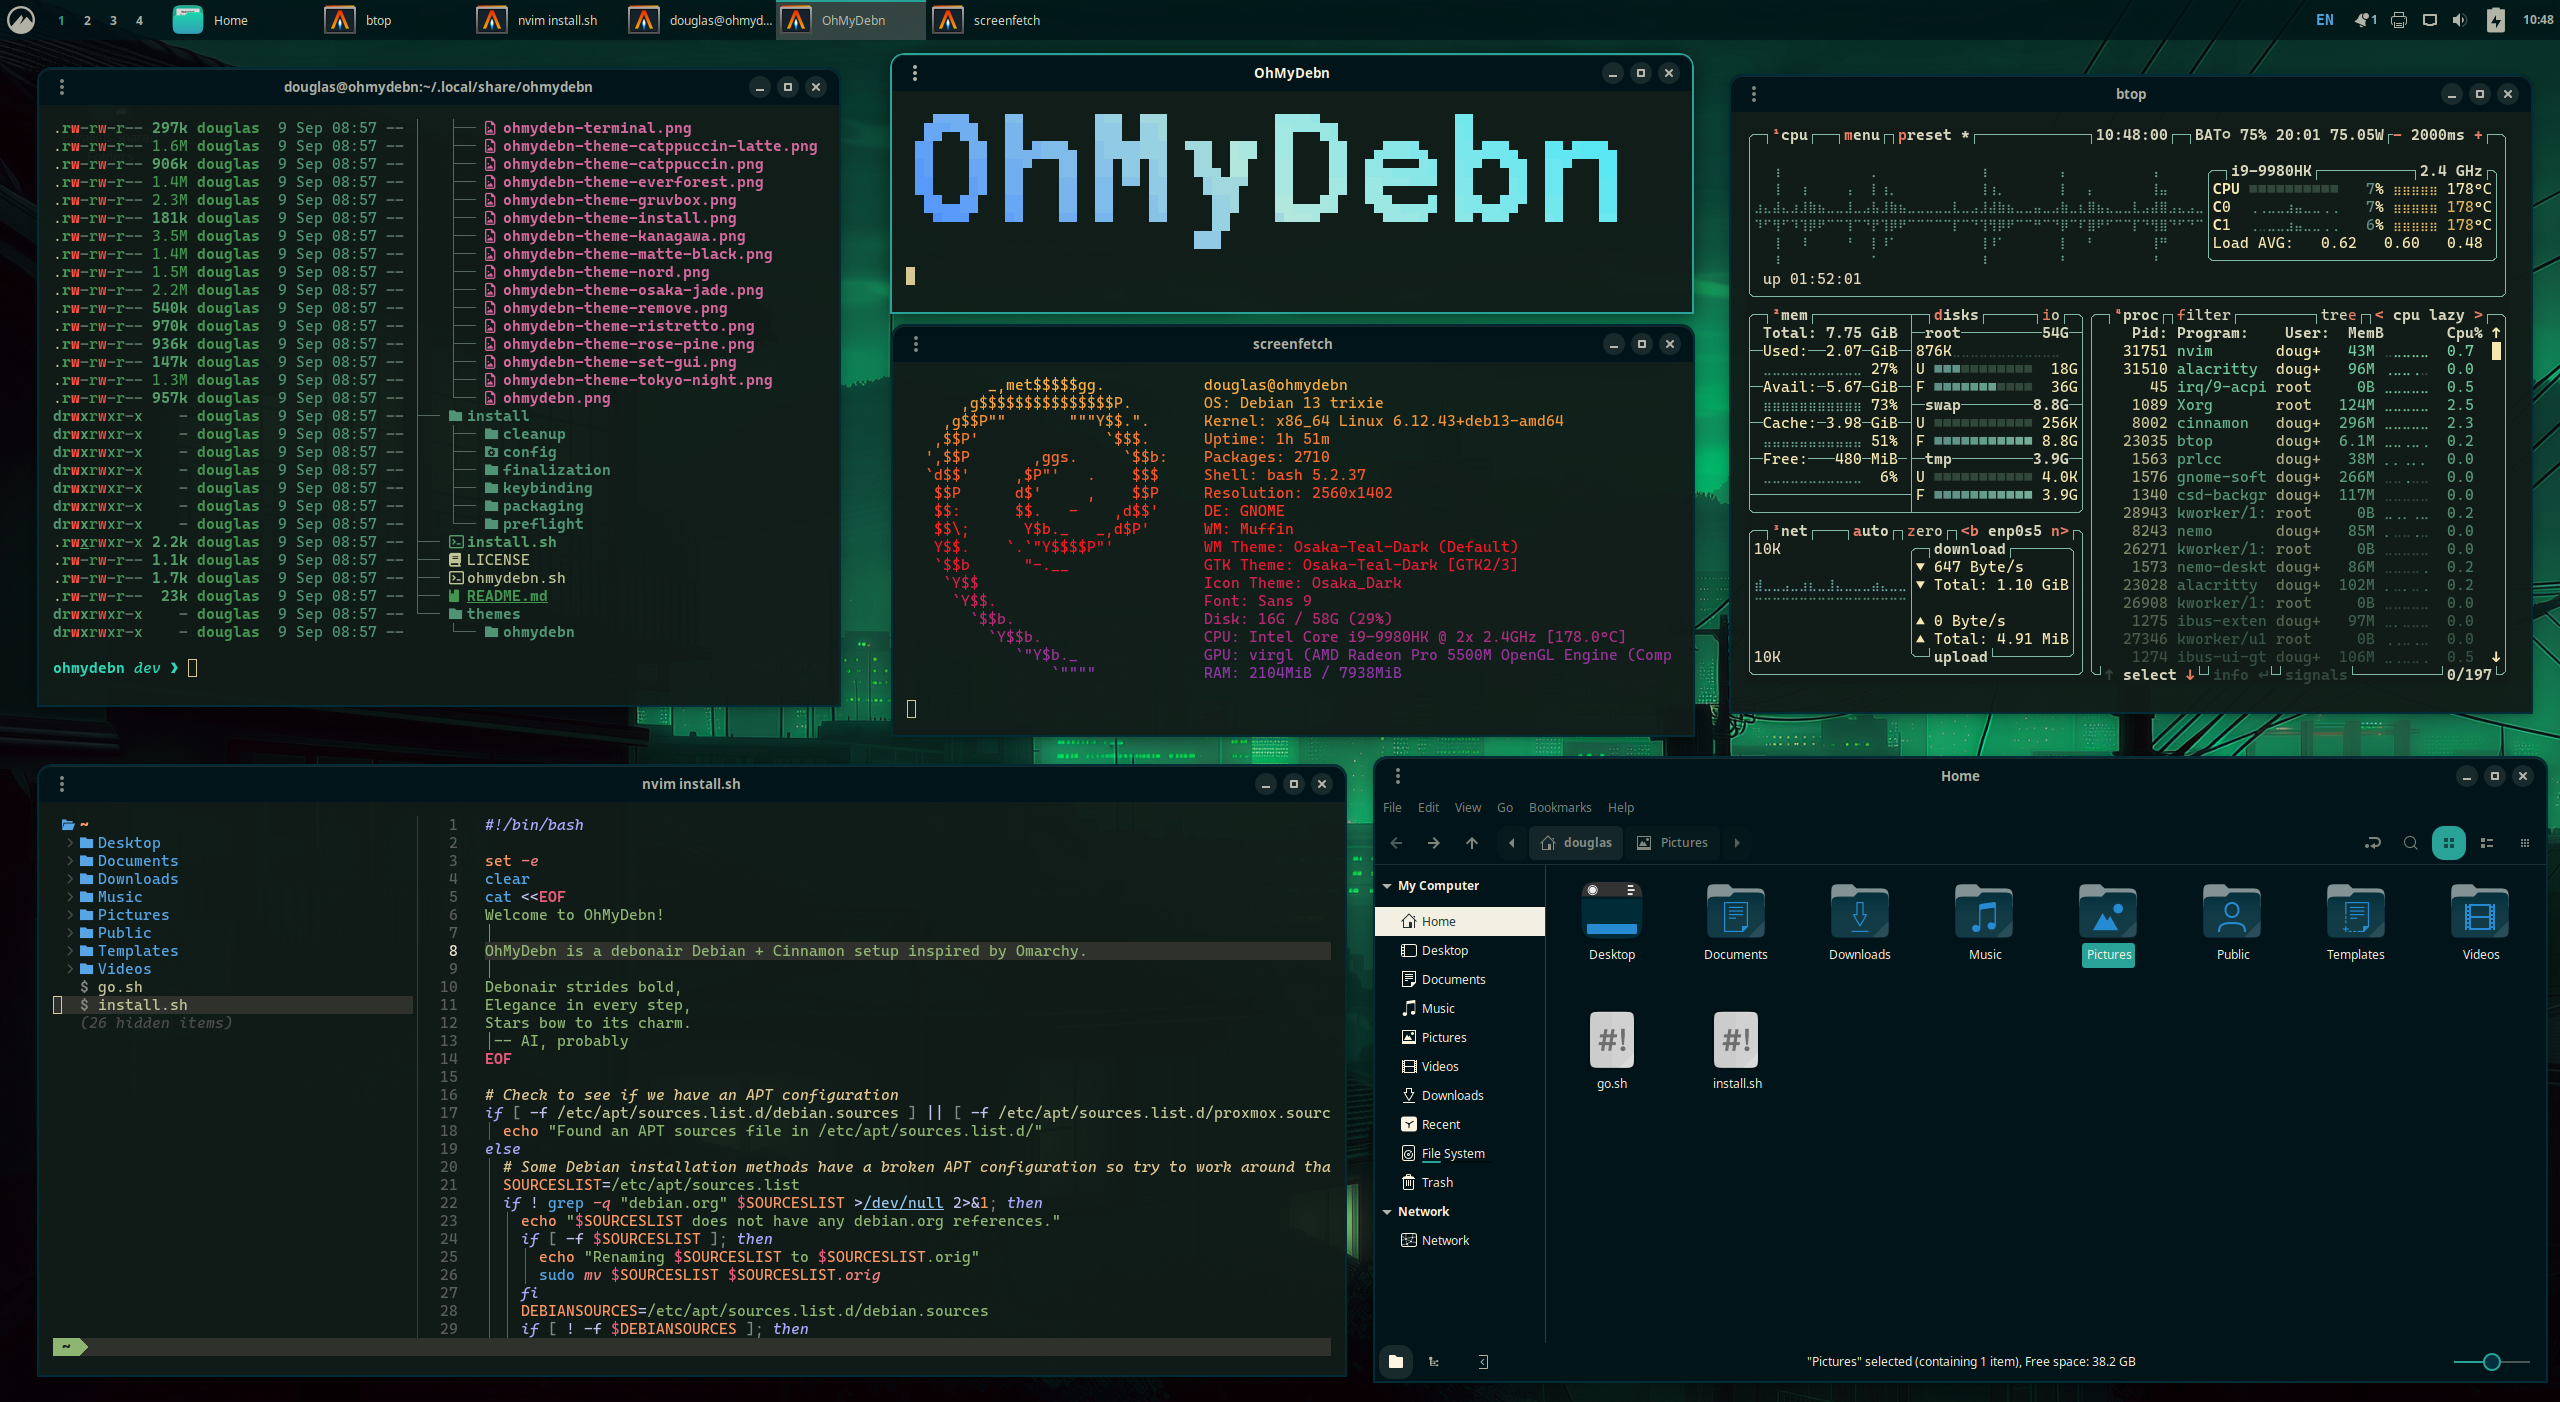 1 2 3 4 Home btop nvim install.sh douglas@ohmyd... OhMyDebn screenfetch EN 1 10:48
douglas@ohmydebn:~/.local/share/ohmydebn
.rw-rw-r-- 297k douglas 9 Sep 08:57 -- ohmydebn-terminal.png
.rw-rw-r-- 1.6M douglas 9 Sep 08:57 -- ohmydebn-theme-catppuccin-latte.png
.rw-rw-r-- 906k douglas 9 Sep 08:57 -- ohmydebn-theme-catppuccin.png
.rw-rw-r-- 1.4M douglas 9 Sep 08:57 -- ohmydebn-theme-everforest.png
.rw-rw-r-- 2.3M douglas 9 Sep 08:57 -- ohmydebn-theme-gruvbox.png
.rw-rw-r-- 181k douglas 9 Sep 08:57 -- ohmydebn-theme-install.png
.rw-rw-r-- 3.5M douglas 9 Sep 08:57 -- ohmydebn-theme-kanagawa.png
.rw-rw-r-- 1.4M douglas 9 Sep 08:57 -- ohmydebn-theme-matte-black.png
.rw-rw-r-- 1.5M douglas 9 Sep 08:57 -- ohmydebn-theme-nord.png
.rw-rw-r-- 2.2M douglas 9 Sep 08:57 -- ohmydebn-theme-osaka-jade.png
.rw-rw-r-- 540k douglas 9 Sep 08:57 -- ohmydebn-theme-remove.png
.rw-rw-r-- 970k douglas 9 Sep 08:57 -- ohmydebn-theme-ristretto.png
.rw-rw-r-- 936k douglas 9 Sep 08:57 -- ohmydebn-theme-rose-pine.png
.rw-rw-r-- 147k douglas 9 Sep 08:57 -- ohmydebn-theme-set-gui.png
.rw-rw-r-- 1.3M douglas 9 Sep 08:57 -- ohmydebn-theme-tokyo-night.png
.rw-rw-r-- 957k douglas 9 Sep 08:57 -- ohmydebn.png
drwxrwxr-x - douglas 9 Sep 08:57 -- install
drwxrwxr-x - douglas 9 Sep 08:57 -- cleanup
drwxrwxr-x - douglas 9 Sep 08:57 -- config
drwxrwxr-x - douglas 9 Sep 08:57 -- finalization
drwxrwxr-x - douglas 9 Sep 08:57 -- keybinding
drwxrwxr-x - douglas 9 Sep 08:57 -- packaging
drwxrwxr-x - douglas 9 Sep 08:57 -- preflight
.rwxrwxr-x 2.2k douglas 9 Sep 08:57 -- install.sh
.rw-rw-r-- 1.1k douglas 9 Sep 08:57 -- LICENSE
.rw-rw-r-- 1.7k douglas 9 Sep 08:57 -- ohmydebn.sh
.rw-rw-r-- 23k douglas 9 Sep 08:57 -- README.md
drwxrwxr-x - douglas 9 Sep 08:57 -- themes
drwxrwxr-x - douglas 9 Sep 08:57 -- ohmydebn
ohmydebn dev ❯
OhMyDebn
OhMyDebn
screenfetch
_,met$$$$$gg.
,g$$$$$$$$$$$$$$$P.
,g$$P"" """Y$$.".
,$$P' `$$$.
',$$P ,ggs. `$$b:
`d$$' ,$P"' . $$$
$$P d$' , $$P
$$: $$. - ,d$$'
$$\; Y$b._ _,d$P'
Y$$. `.`"Y$$$$P"'
`$$b "-.__
`Y$$
`Y$$.
`$$b.
`Y$$b.
`"Y$b._
`""""
douglas@ohmydebn
OS: Debian 13 trixie
Kernel: x86_64 Linux 6.12.43+deb13-amd64
Uptime: 1h 51m
Packages: 2710
Shell: bash 5.2.37
Resolution: 2560x1402
DE: GNOME
WM: Muffin
WM Theme: Osaka-Teal-Dark (Default)
GTK Theme: Osaka-Teal-Dark [GTK2/3]
Icon Theme: Osaka_Dark
Font: Sans 9
Disk: 16G / 58G (29%)
CPU: Intel Core i9-9980HK @ 2x 2.4GHz [178.0°C]
GPU: virgl (AMD Radeon Pro 5500M OpenGL Engine (Comp
RAM: 2104MiB / 7938MiB
btop
¹cpu menu preset * 10:48:00 BAT 75% 20:01 75.05W - 2000ms +
i9-9980HK 2.4 GHz
CPU 7% 178°C
C0 7% 178°C
C1 6% 178°C
Load AVG: 0.62 0.60 0.48
up 01:52:01
²mem disks io
Total: 7.75 GiB
Used: 2.07 GiB
27%
Avail: 5.67 GiB
73%
Cache: 3.98 GiB
51%
Free: 480 MiB
6%
root 54G
876K
U 18G
F 36G
swap 8.8G
U 256K
F 8.8G
tmp 3.9G
U 4.0K
F 3.9G
³net auto zero <b enp0s5 n>
10K
download
▼ 647 Byte/s
▼ Total: 1.10 GiB
▲ 0 Byte/s
▲ Total: 4.91 MiB
10K
upload
⁴proc filter tree < cpu lazy >
Pid: Program: User: MemB Cpu% ↑
31751 nvim doug+ 43M 0.7
31510 alacritty doug+ 96M 0.0
45 irq/9-acpi root 0B 0.5
1089 Xorg root 124M 2.5
8002 cinnamon doug+ 296M 2.3
23035 btop doug+ 6.1M 0.2
1563 prlcc doug+ 38M 0.2
1576 gnome-soft doug+ 266M 0.0
1340 csd-backgr doug+ 117M 0.0
28943 kworker/1: root 0B 0.2
8243 nemo doug+ 85M 0.0
26271 kworker/1: root 0B 0.0
1573 nemo-deskt doug+ 86M 0.2
23028 alacritty doug+ 102M 0.2
26908 kworker/1: root 0B 0.0
1275 ibus-exten doug+ 97M 0.0
27346 kworker/u1 root 0B 0.0
1274 ibus-ui-gt doug+ 106M 0.5 ↓
↑ select ↓ info ↵ signals 0/197
nvim install.sh
~
Desktop
Documents
Downloads
Music
Pictures
Public
Templates
Videos
$ go.sh
$ install.sh
(26 hidden items)
1 #!/bin/bash
2
3 set -e
4 clear
5 cat <<EOF
6 Welcome to OhMyDebn!
7
8 OhMyDebn is a debonair Debian + Cinnamon setup inspired by Omarchy.
9
10 Debonair strides bold,
11 Elegance in every step,
12 Stars bow to its charm.
13 -- AI, probably
14 EOF
15
16 # Check to see if we have an APT configuration
17 if [ -f /etc/apt/sources.list.d/debian.sources ] || [ -f /etc/apt/sources.list.d/proxmox.sourc
18 echo "Found an APT sources file in /etc/apt/sources.list.d/"
19 else
20 # Some Debian installation methods have a broken APT configuration so try to work around tha
21 SOURCESLIST=/etc/apt/sources.list
22 if ! grep -q "debian.org" $SOURCESLIST >/dev/null 2>&1; then
23 echo "$SOURCESLIST does not have any debian.org references."
24 if [ -f $SOURCESLIST ]; then
25 echo "Renaming $SOURCESLIST to $SOURCESLIST.orig"
26 sudo mv $SOURCESLIST $SOURCESLIST.orig
27 fi
28 DEBIANSOURCES=/etc/apt/sources.list.d/debian.sources
29 if [ ! -f $DEBIANSOURCES ]; then
~
Home
File Edit View Go Bookmarks Help
douglas Pictures
My Computer
Home
Desktop
Documents
Music
Pictures
Videos
Downloads
Recent
File System
Trash
Network
Network
Desktop Documents Downloads Music Pictures Public Templates Videos
#! #!
go.sh install.sh
"Pictures" selected (containing 1 item), Free space: 38.2 GB